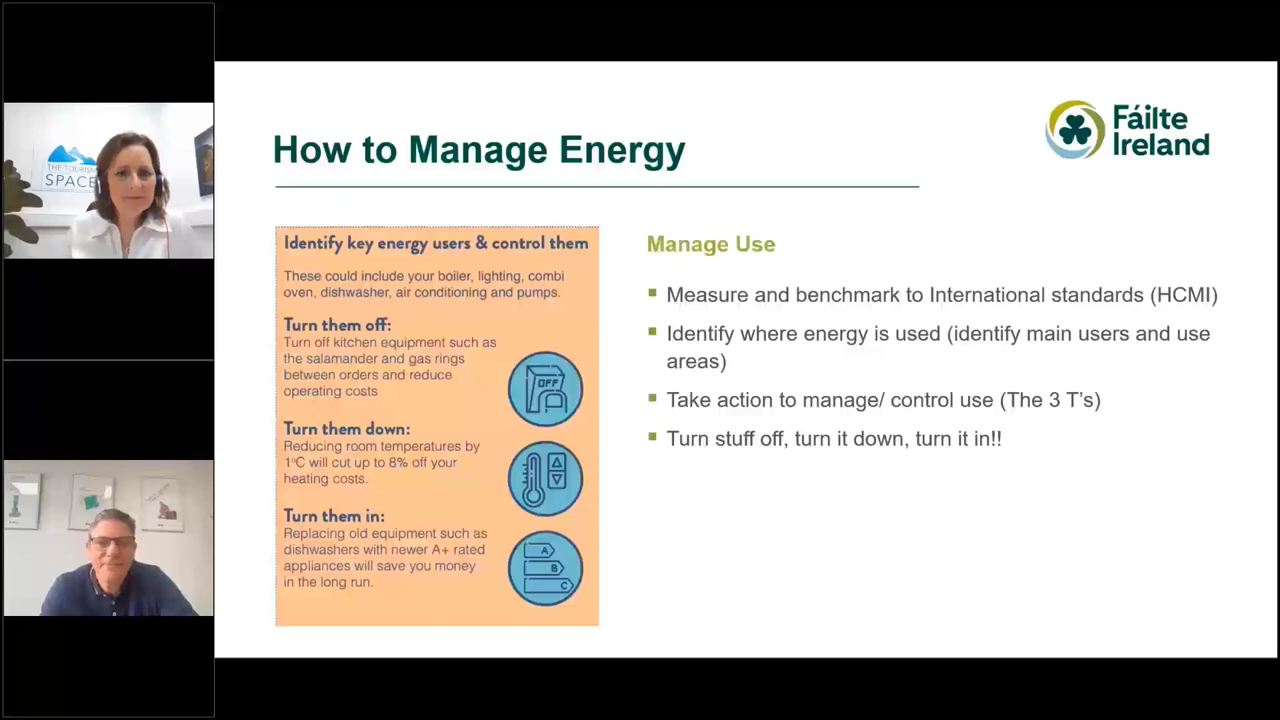 THE TOURISM
SPACE
How to Manage Energy
Fáilte
Ireland
Identify key energy users & control them
These could include your boiler, lighting, combi
oven, dishwasher, air conditioning and pumps.
Turn them off:
Turn off kitchen equipment such as
the salamander and gas rings
between orders and reduce
operating costs
OFF
Turn them down:
Reducing room temperatures by
1°C will cut up to 8% off your
heating costs.
Turn them in:
Replacing old equipment such as
dishwashers with newer A+ rated
appliances will save you money
in the long run.
A
B
C
Manage Use
▪ Measure and benchmark to International standards (HCMI)
▪ Identify where energy is used (identify main users and use
areas)
▪ Take action to manage/ control use (The 3 T's)
▪ Turn stuff off, turn it down, turn it in!!